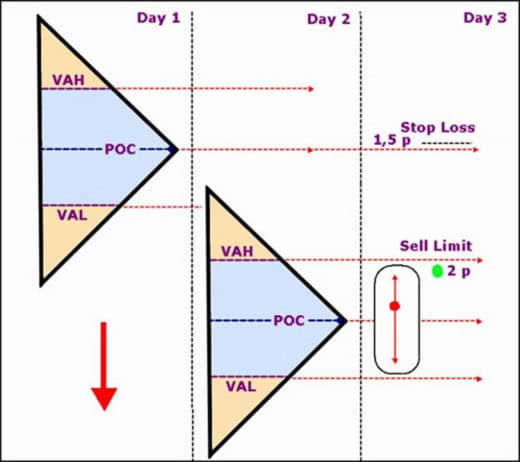 Day 1
Day 2
Day 3
VAH
POC
VAL
Stop Loss
1,5 p
VAH
POC
VAL
Sell Limit
2 p